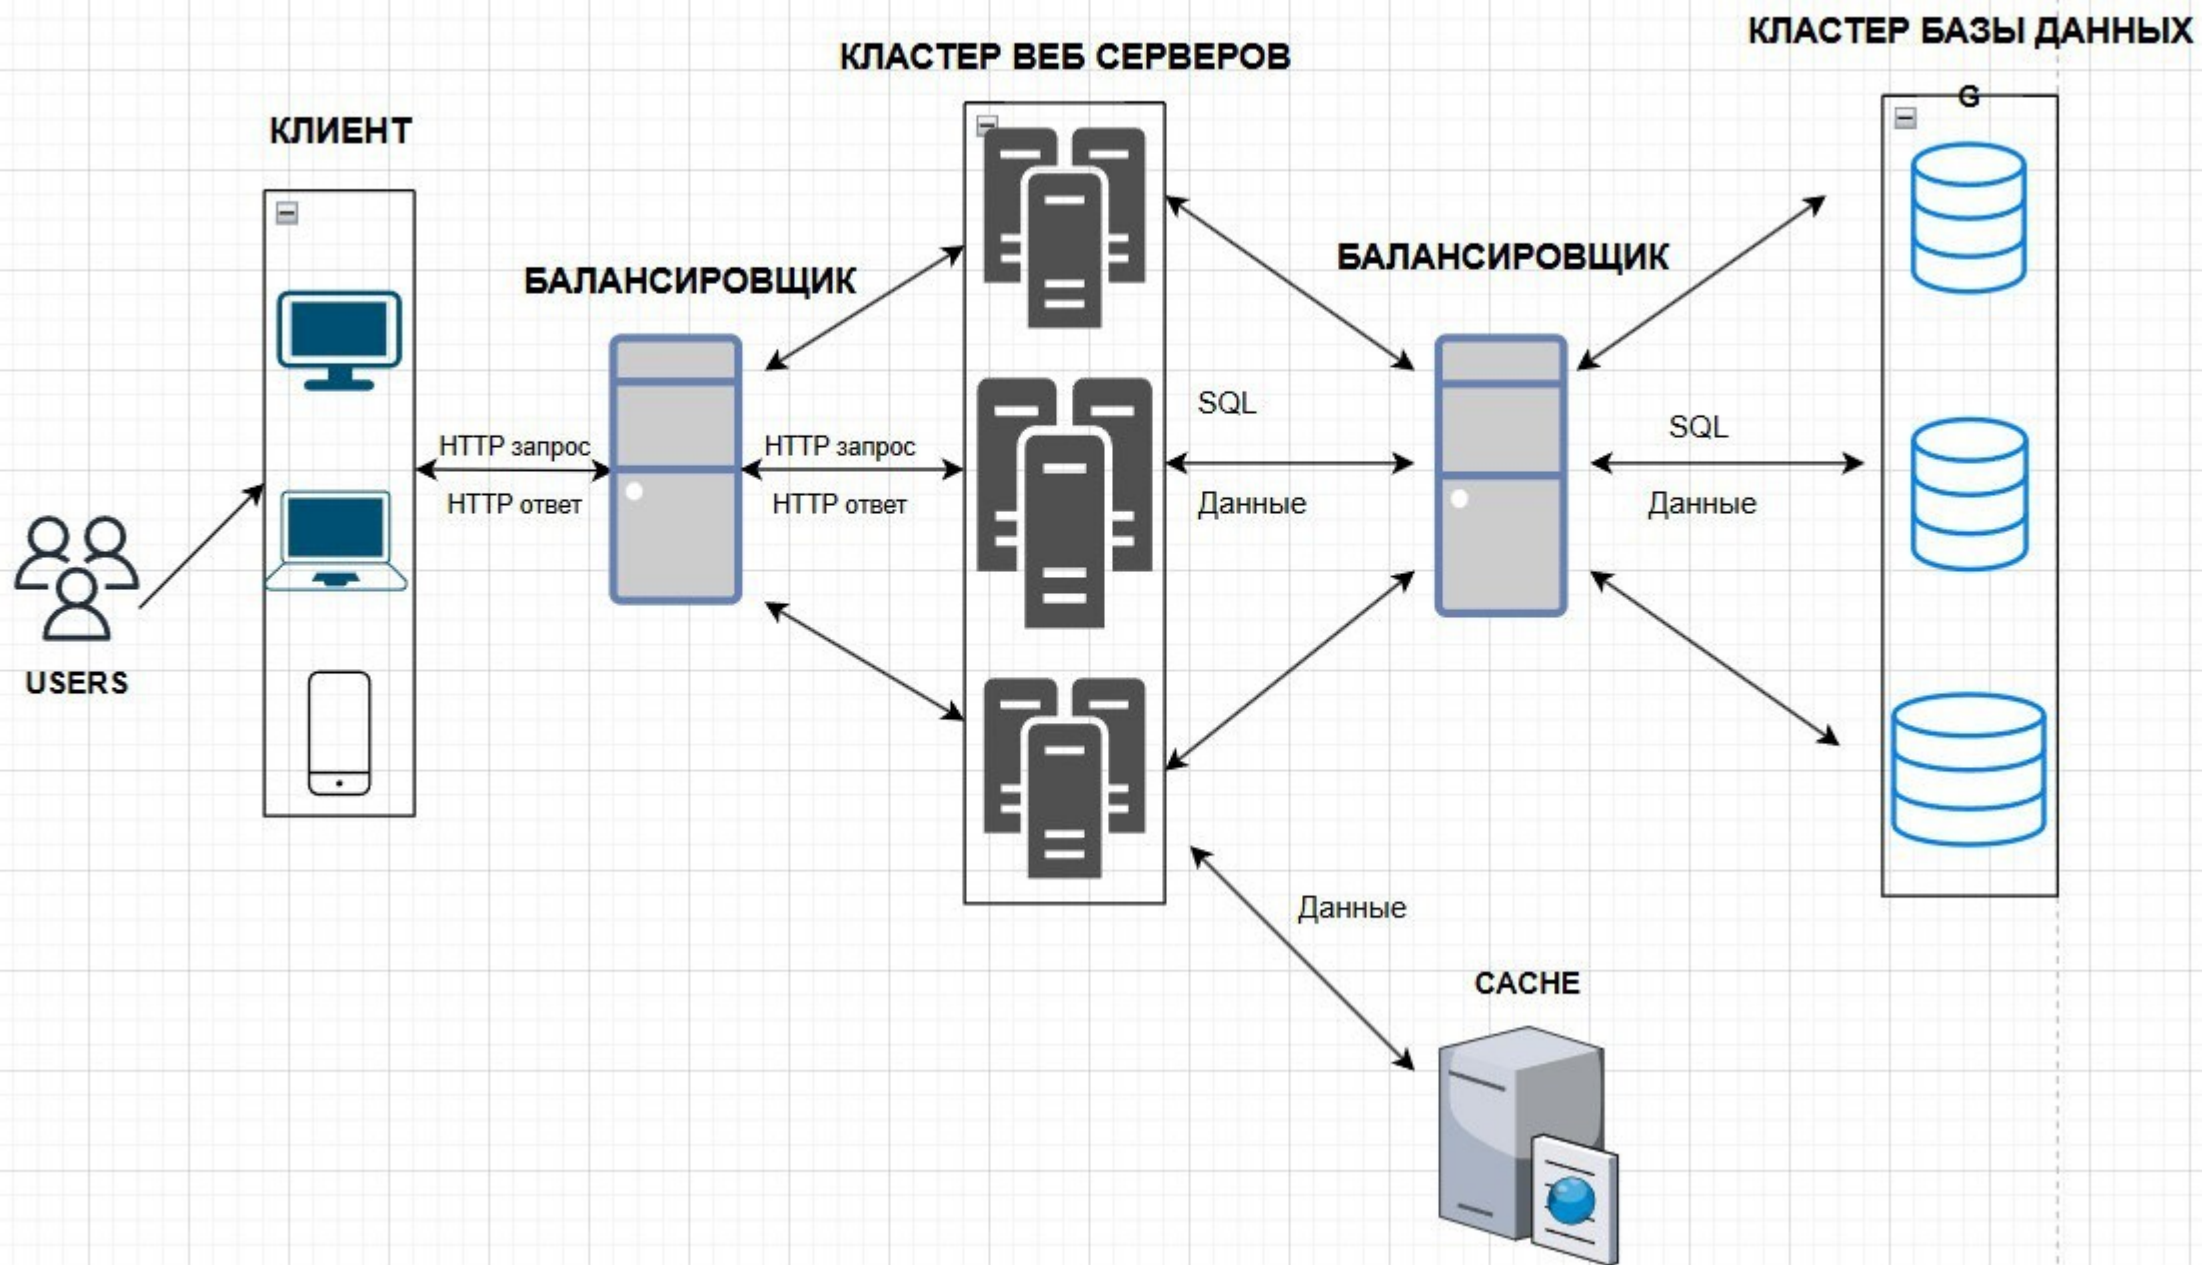 КЛАСТЕР БАЗЫ ДАННЫХ
КЛАСТЕР ВЕБ СЕРВЕРОВ
G
КЛИЕНТ
БАЛАНСИРОВЩИК
БАЛАНСИРОВЩИК
SQL
SQL
HTTP запрос
HTTP запрос
HTTP ответ
HTTP ответ
Данные
Данные
USERS
Данные
CACHE